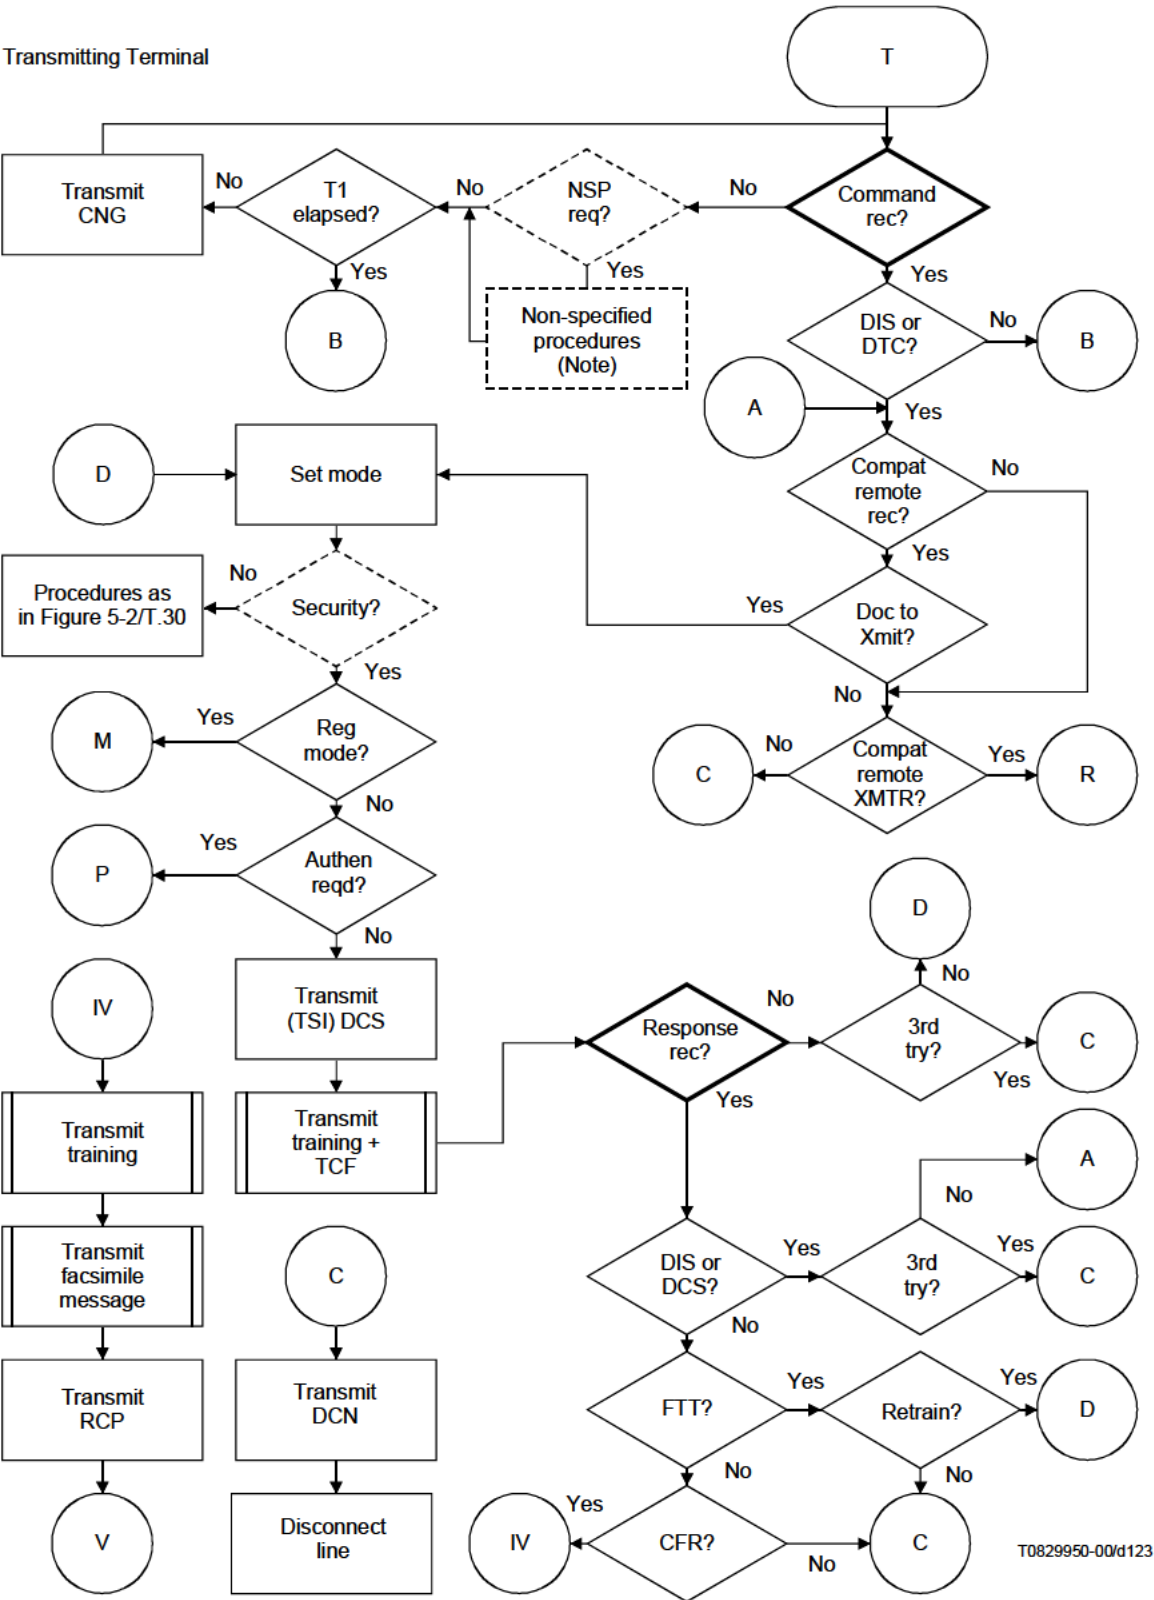 Transmitting Terminal
T
Transmit
CNG
No
T1
elapsed?
No
NSP
req?
No
Command
rec?
Yes
Yes
Yes
B
Non-specified
procedures
(Note)
DIS or
DTC?
No
B
A
Yes
D
Set mode
Compat
remote
rec?
No
Yes
Procedures as
in Figure 5-2/T.30
No
Security?
Yes
Yes
Doc to
Xmit?
No
M
Yes
Reg
mode?
No
C
No
Compat
remote
XMTR?
Yes
R
P
Yes
Authen
reqd?
No
D
No
IV
Transmit
(TSI) DCS
Response
rec?
No
3rd
try?
Yes
C
Yes
Transmit
training
Transmit
training +
TCF
A
No
Transmit
facsimile
message
C
DIS or
DCS?
Yes
3rd
try?
Yes
C
No
Transmit
RCP
Transmit
DCN
FTT?
Yes
Retrain?
Yes
D
No
No
V
Disconnect
line
IV
Yes
CFR?
No
C
T0829950-00/d123